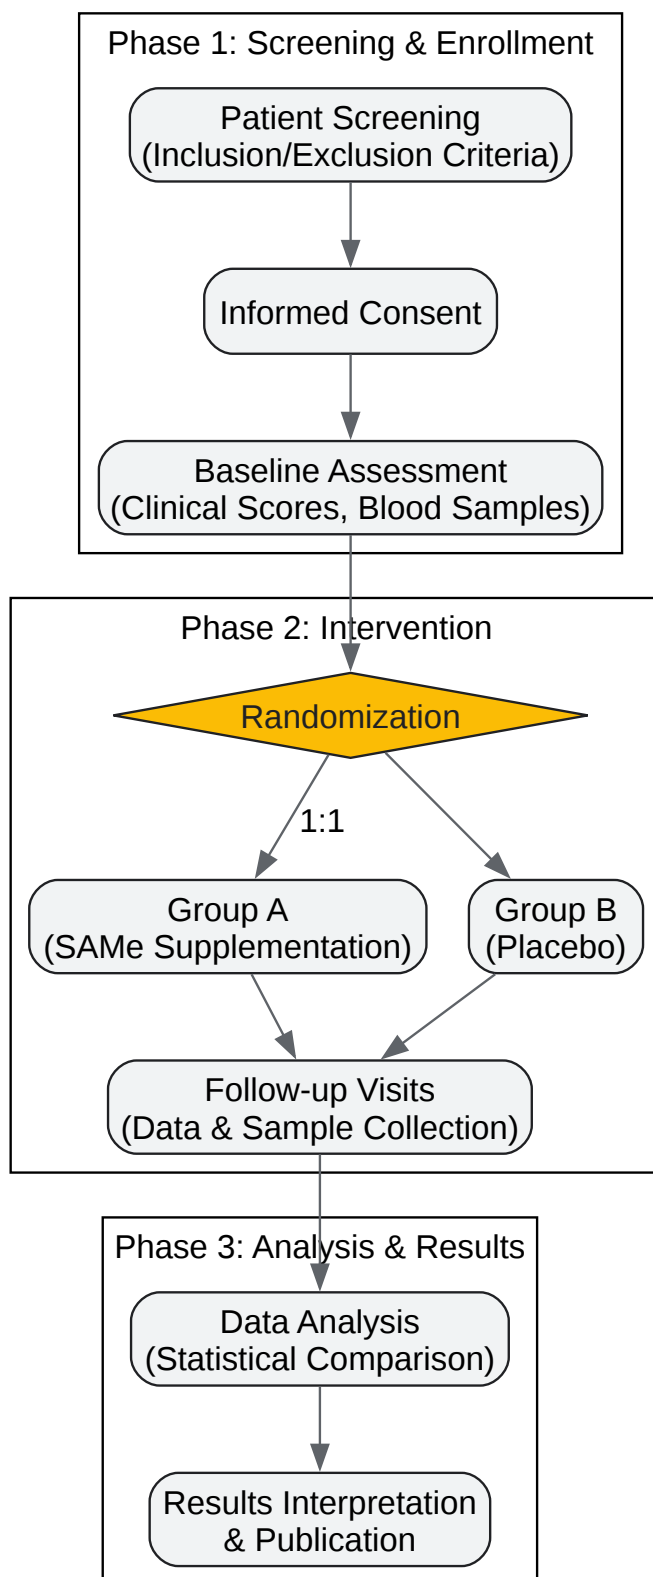 Phase 1: Screening & Enrollment
Patient Screening
(Inclusion/Exclusion Criteria)
Informed Consent
Baseline Assessment
(Clinical Scores, Blood Samples)
Phase 2: Intervention
Randomization
1:1
Group A
(SAMe Supplementation)
Group B
(Placebo)
Follow-up Visits
(Data & Sample Collection)
Phase 3: Analysis & Results
Data Analysis
(Statistical Comparison)
Results Interpretation
& Publication